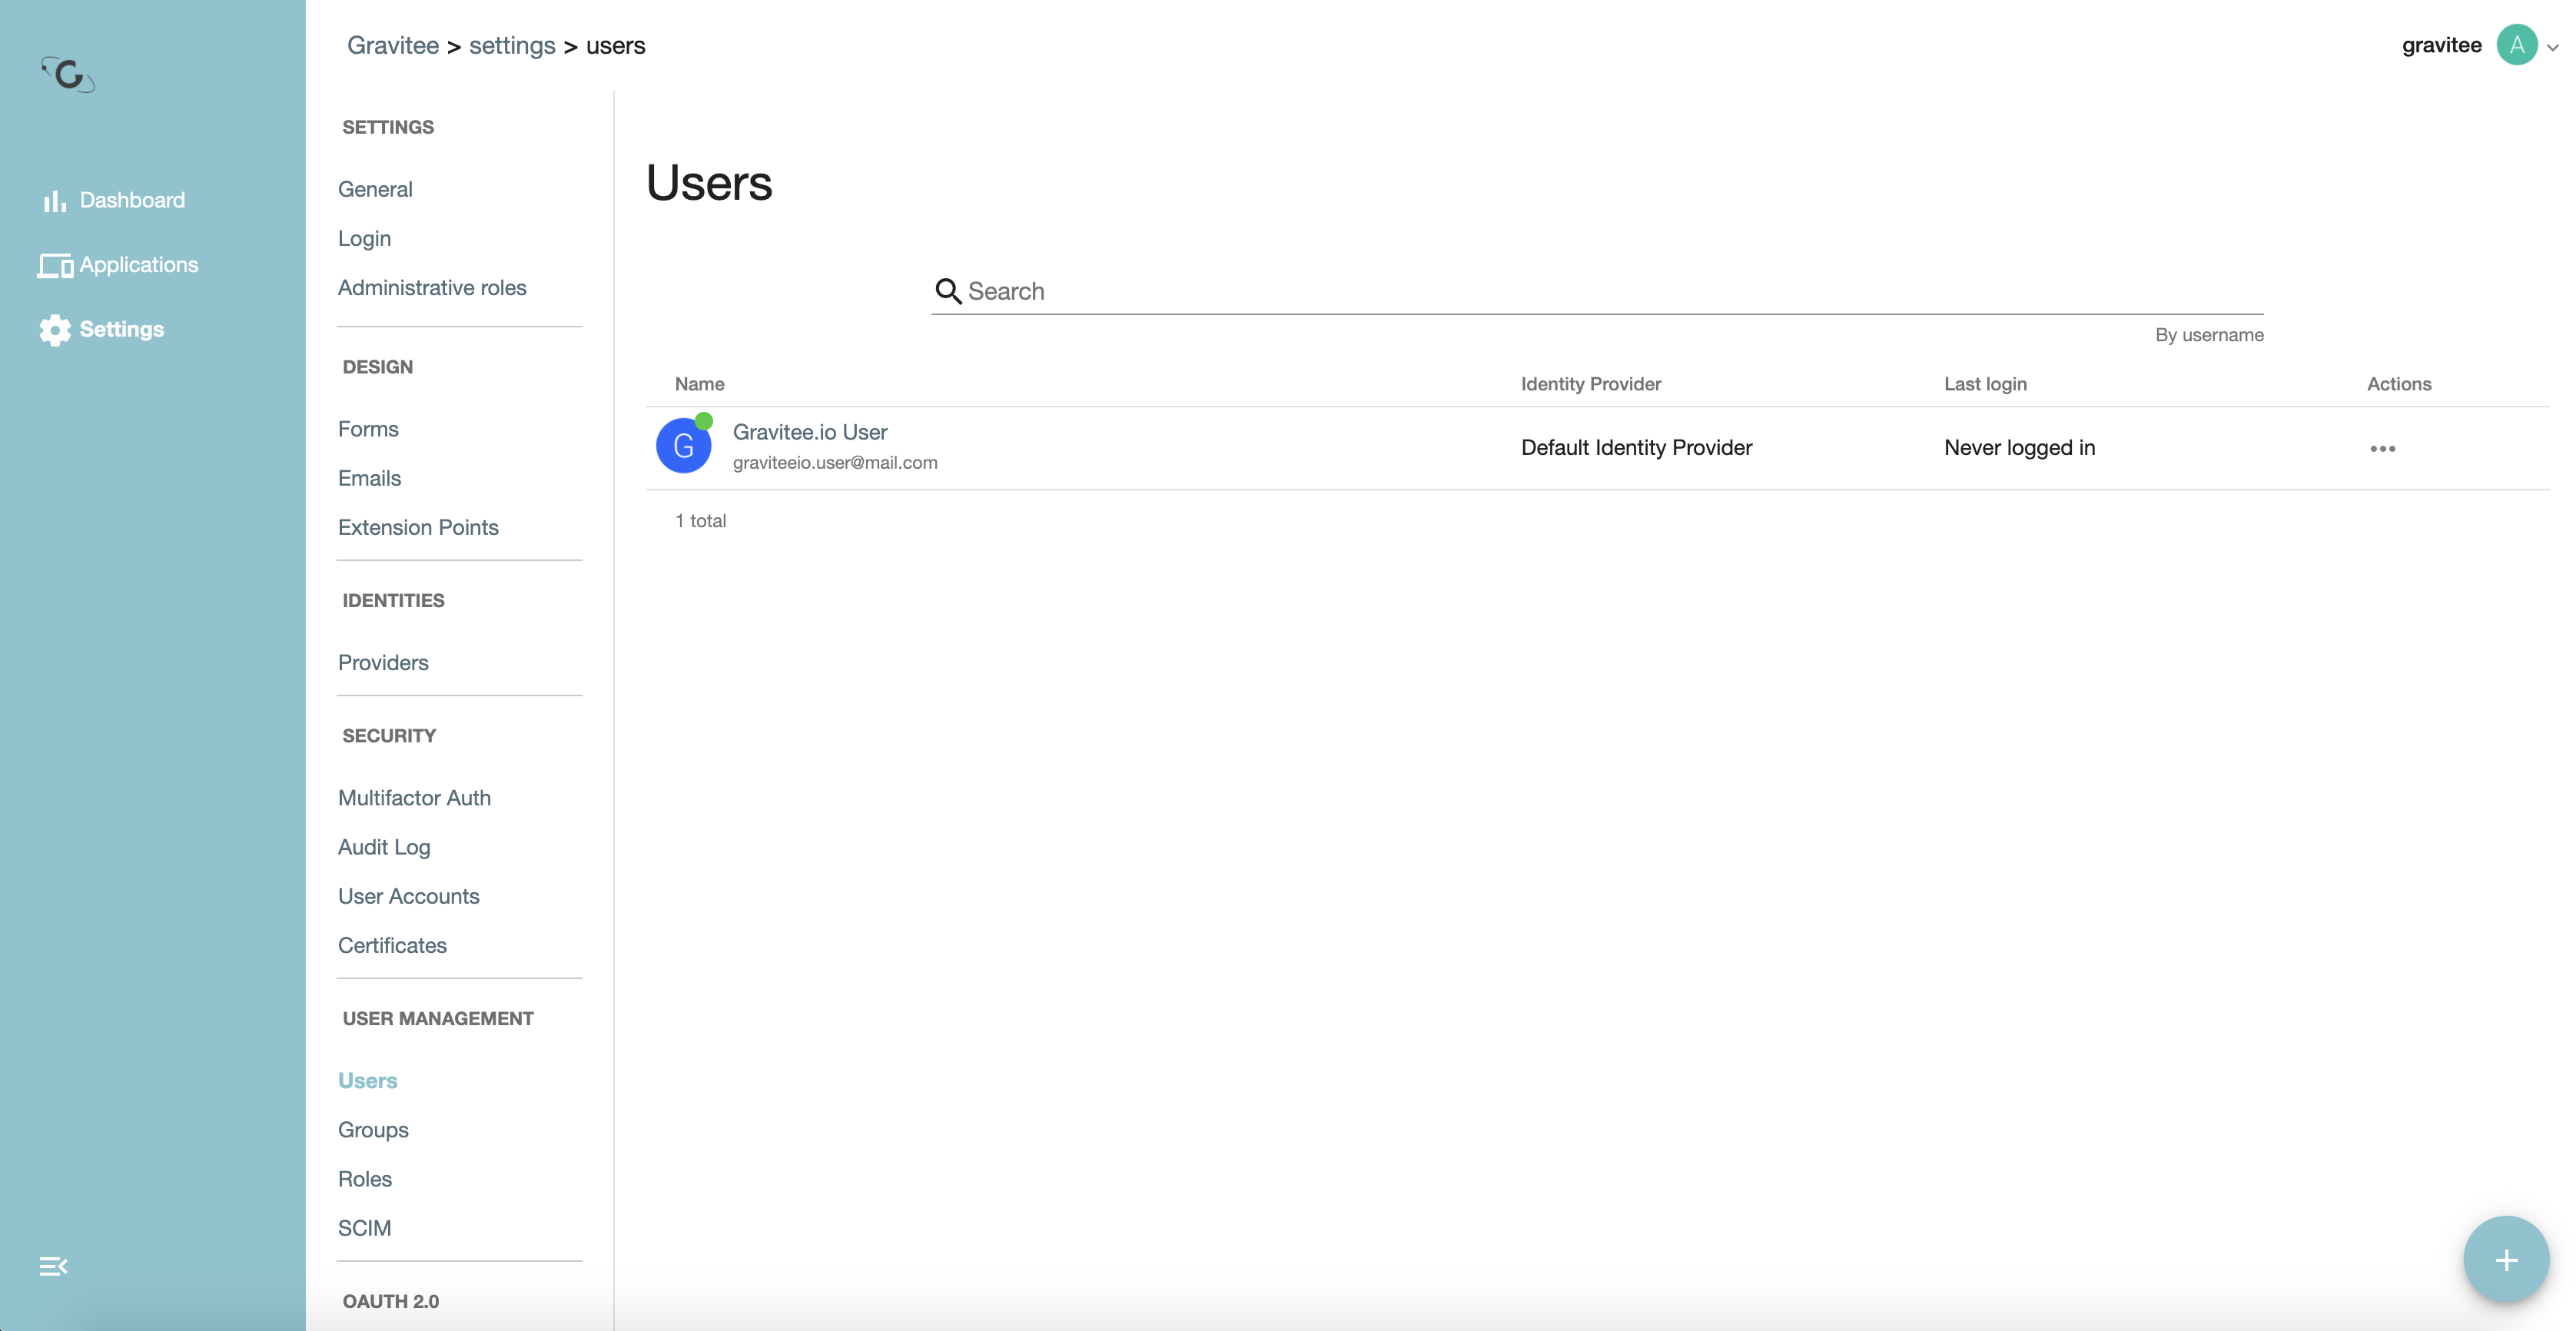 Gravitee > settings > users
gravitee
A
G
Dashboard
Applications
Settings
SETTINGS
General
Login
Administrative roles
DESIGN
Forms
Emails
Extension Points
IDENTITIES
Providers
SECURITY
Multifactor Auth
Audit Log
User Accounts
Certificates
USER MANAGEMENT
Users
Groups
Roles
SCIM
OAUTH 2.0
Users
Search
By username
Name Identity Provider Last login Actions
G
Gravitee.io User
graviteeio.user@mail.com
Default Identity Provider
Never logged in
1 total